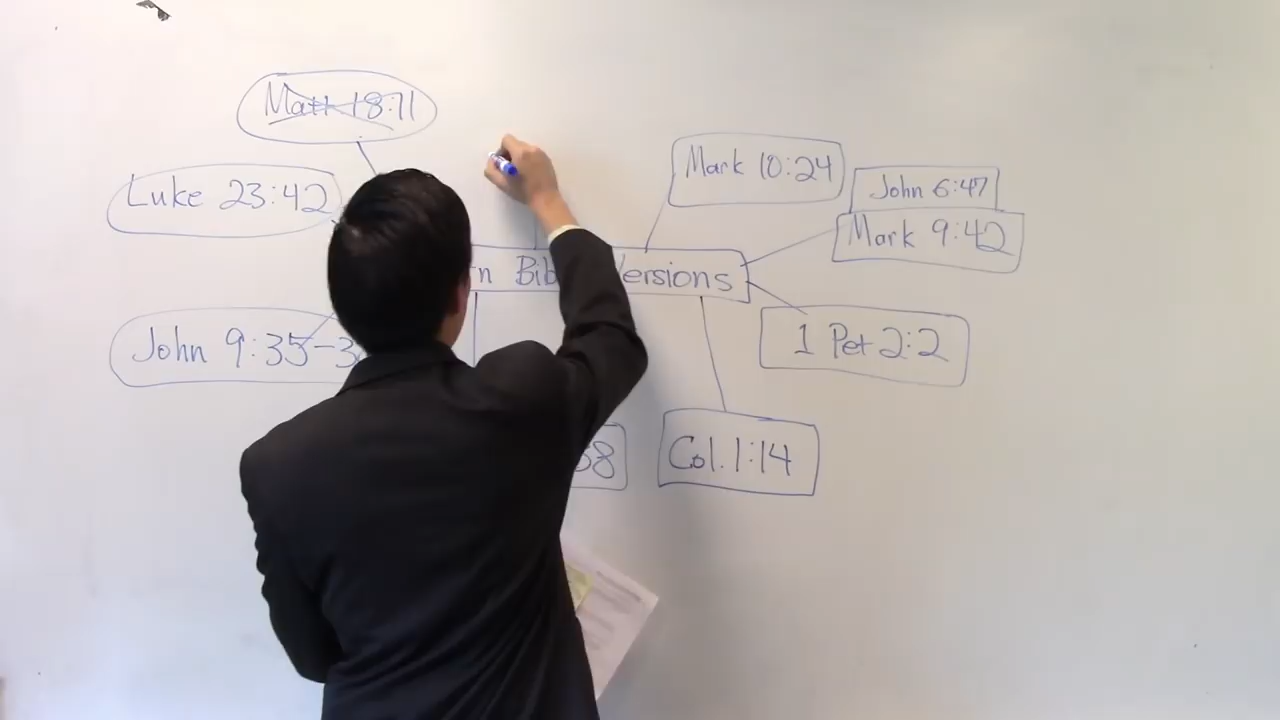 Matt 18:11
Luke 23:42
Mark 10:24
John 6:47
Mark 9:42
n Bib Versions
John 9:35-3
1 Pet 2:2
38
Col. 1:14